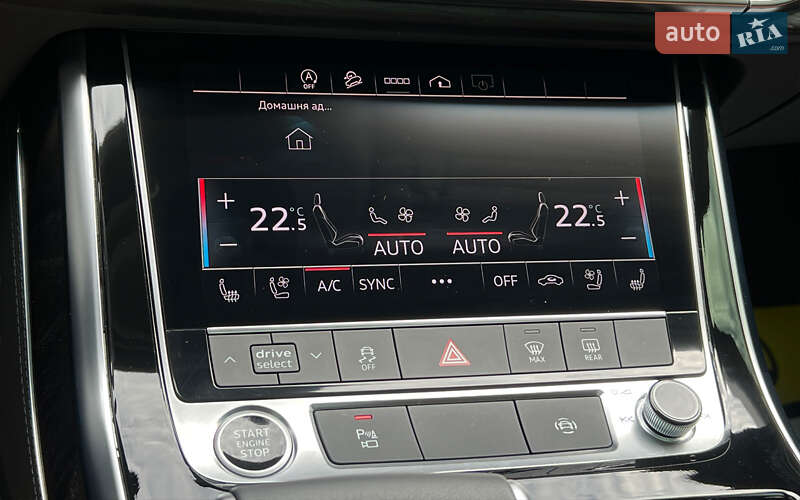 auto RIA .com
A OFF
Домашня ад...
+ 22.5 °C
22.5 °C +
−
−
AUTO AUTO
A/C SYNC ••• OFF
drive select
OFF
MAX
REAR
START ENGINE STOP
P